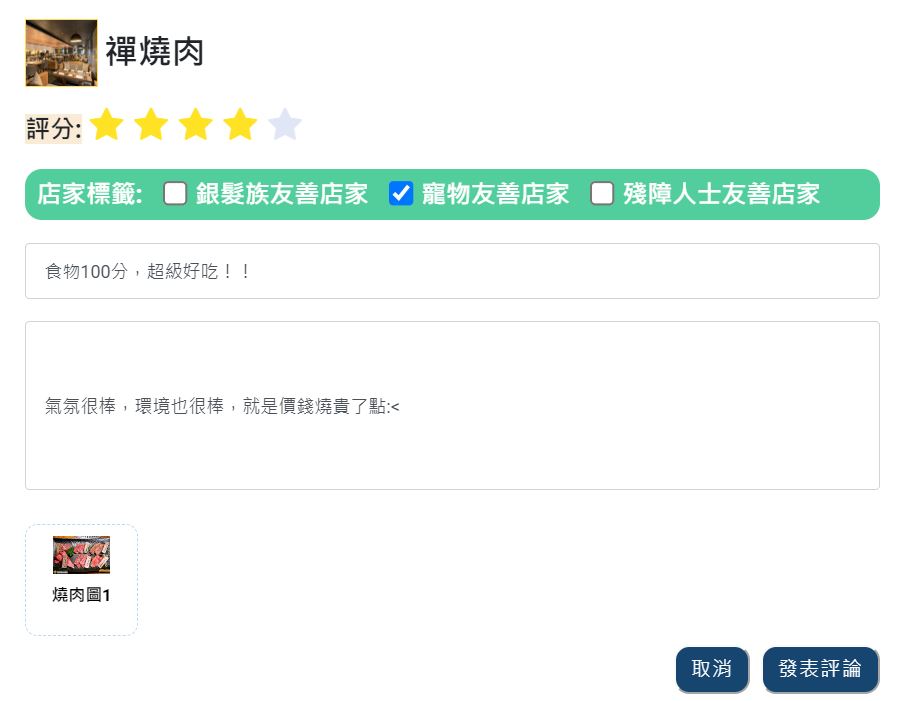 禪燒肉
評分:
店家標籤: 銀髮族友善店家 寵物友善店家 殘障人士友善店家
食物100分，超級好吃！！
氣氛很棒，環境也很棒，就是價錢燒貴了點:<
燒肉圖1
取消 發表評論